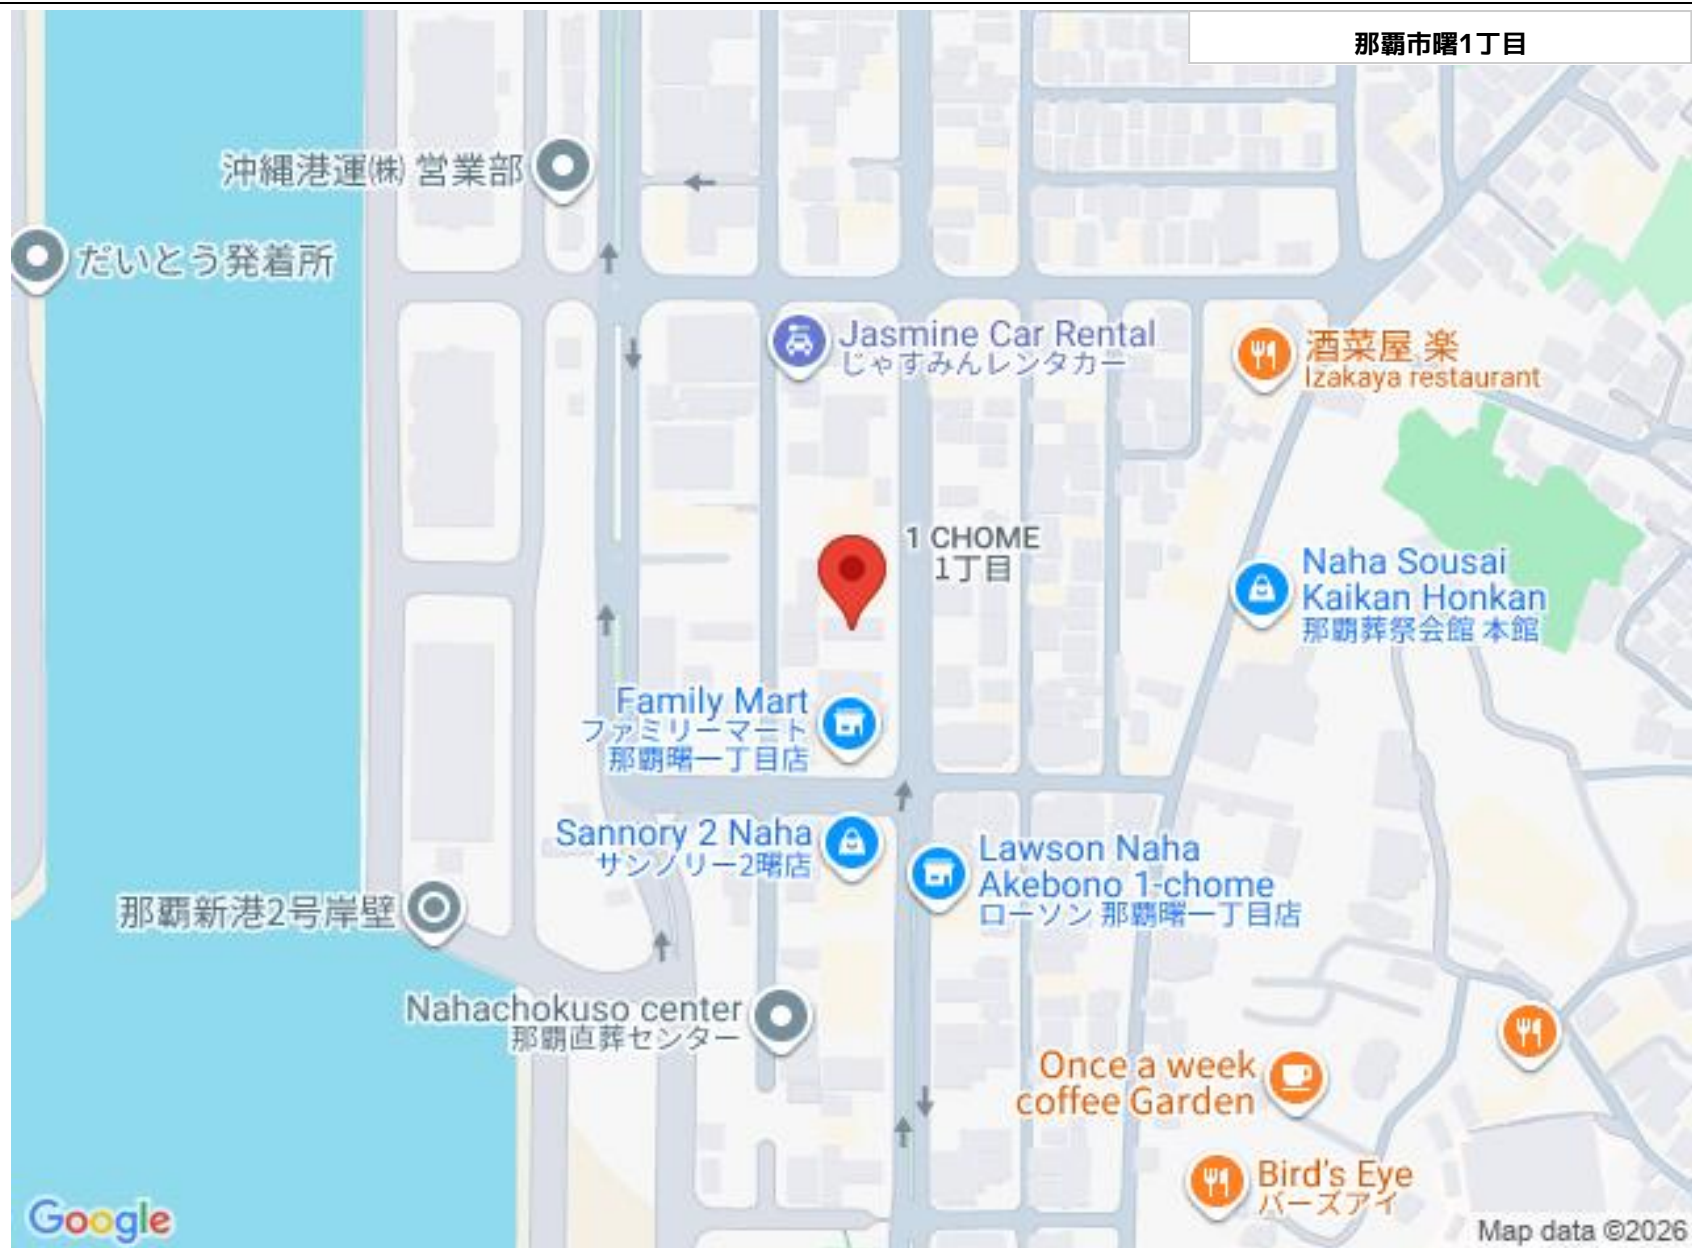 那覇市曙1丁目
沖縄港運㈱ 営業部
だいとう発着所
Jasmine Car Rental
じゃすみんレンタカー
酒菜屋 楽
Izakaya restaurant
1 CHOME
1丁目
Naha Sousai
Kaikan Honkan
那覇葬祭会館 本館
Family Mart
ファミリーマート
那覇曙一丁目店
Sannory 2 Naha
サンノリー2曙店
Lawson Naha
Akebono 1-chome
ローソン 那覇曙一丁目店
那覇新港2号岸壁
Nahachokuso center
那覇直葬センター
Once a week
coffee Garden
Bird's Eye
バーズアイ
Google
Map data ©2026